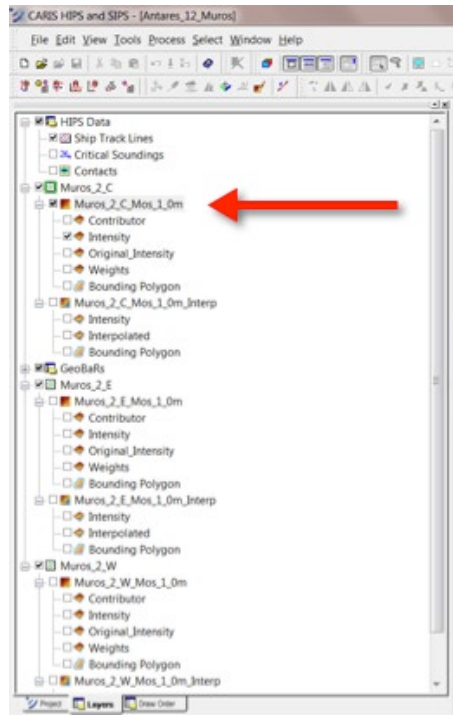 CARIS HIPS and SIPS - [Antares_12_Muros]
File Edit View Tools Process Select Window Help
HIPS Data
Ship Track Lines
Critical Soundings
Contacts
Muros_2_C
Muros_2_C_Mos_1_0m
Contributor
Intensity
Original_Intensity
Weights
Bounding Polygon
Muros_2_C_Mos_1_0m_Interp
Intensity
Interpolated
Bounding Polygon
GeoBaRs
Muros_2_E
Muros_2_E_Mos_1_0m
Contributor
Intensity
Original_Intensity
Weights
Bounding Polygon
Muros_2_E_Mos_1_0m_Interp
Intensity
Interpolated
Bounding Polygon
Muros_2_W
Muros_2_W_Mos_1_0m
Contributor
Intensity
Original_Intensity
Weights
Bounding Polygon
Muros_2_W_Mos_1_0m_Interp
Project Layers Draw Order